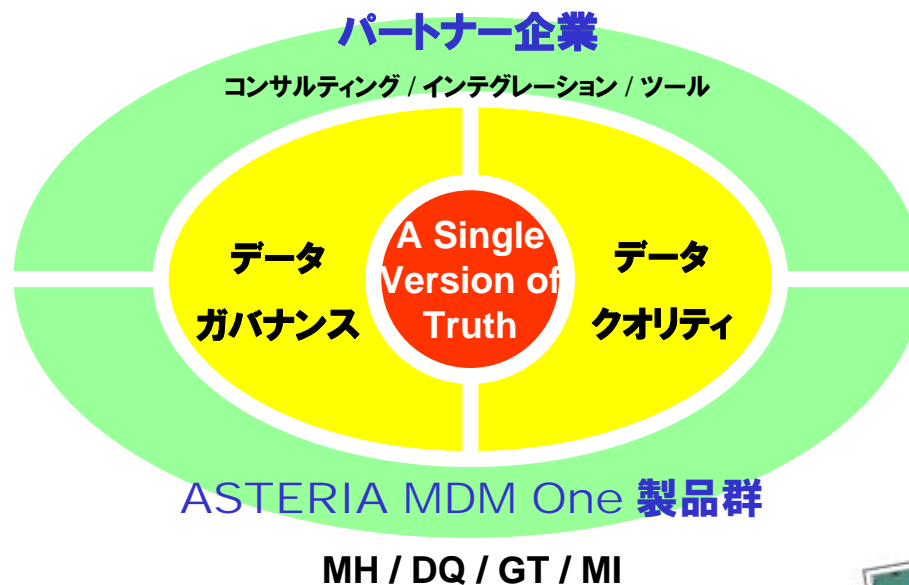 パートナー企業
コンサルティング / インテグレーション / ツール
データ
ガバナンス
A Single
Version of
Truth
データ
クオリティ
ASTERIA MDM One 製品群
MH / DQ / GT / MI